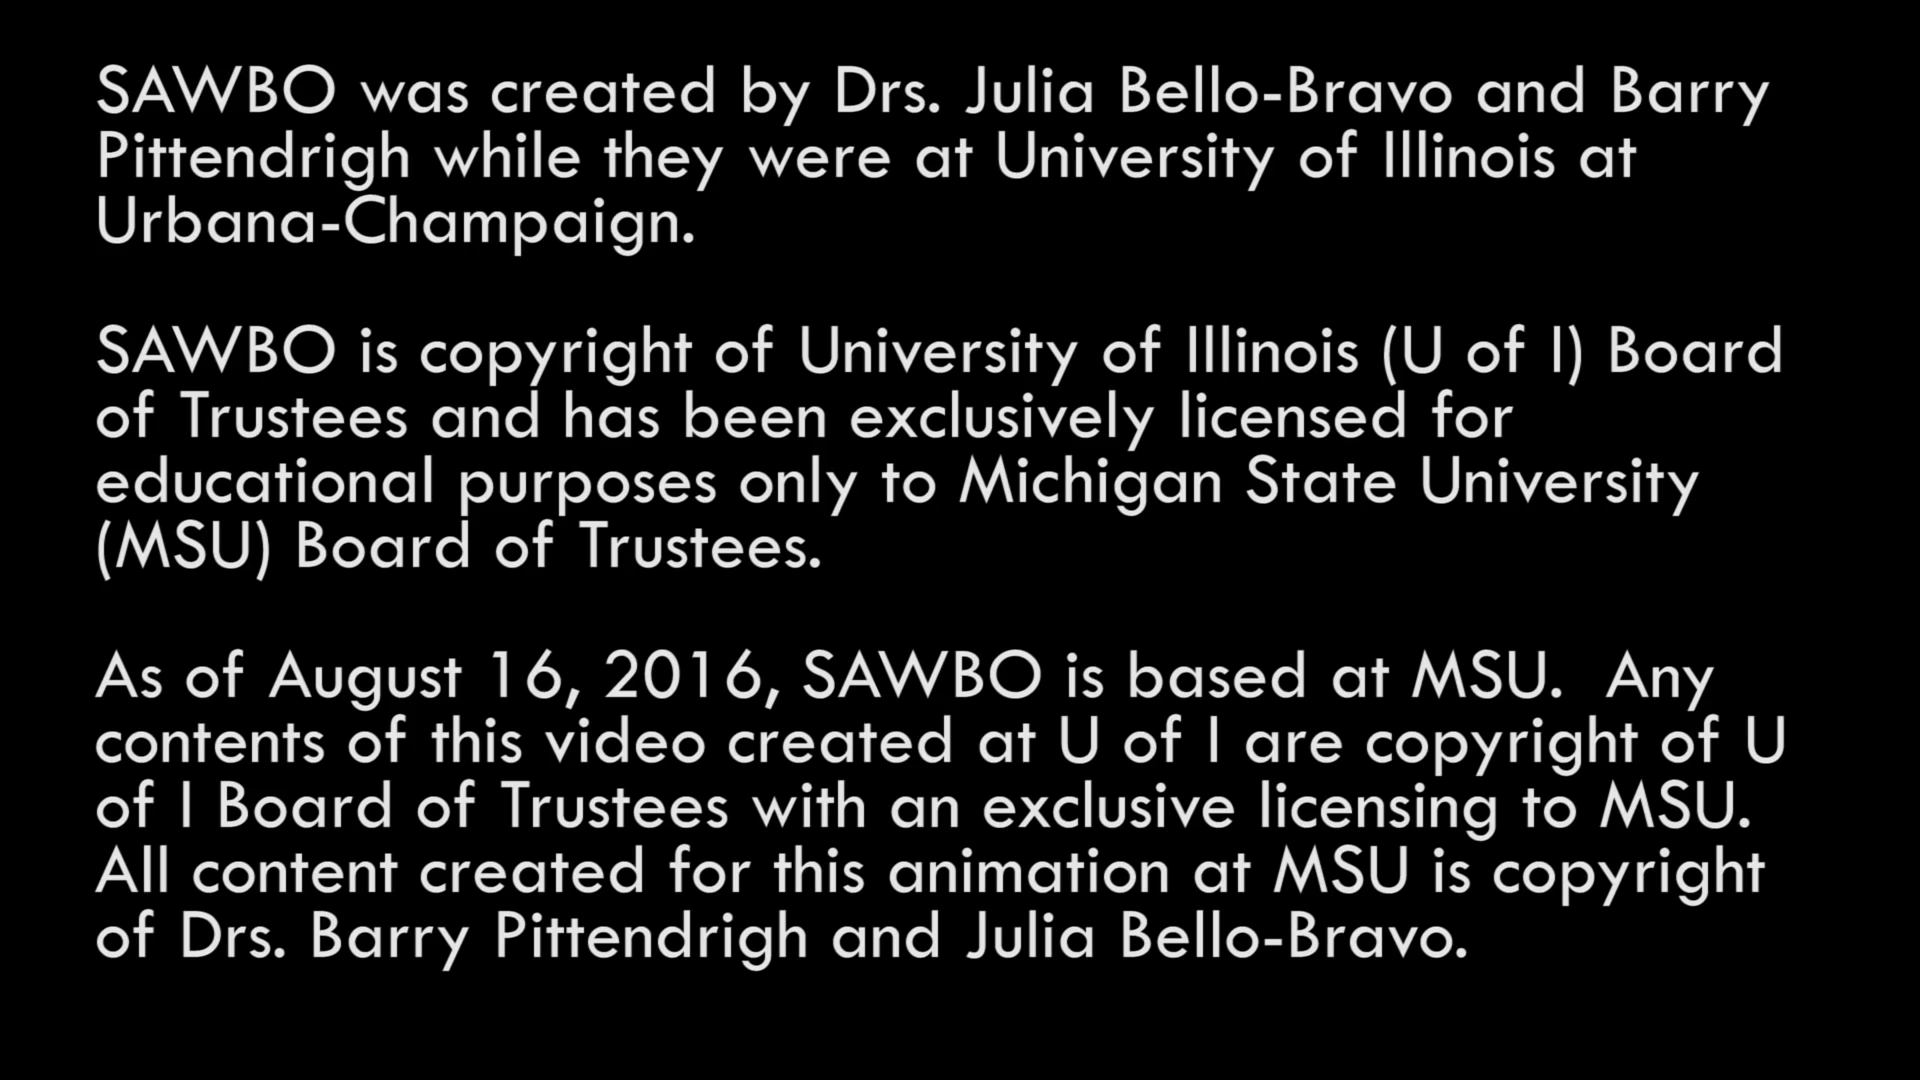 SAWBO was created by Drs. Julia Bello-Bravo and Barry
Pittendrigh while they were at University of Illinois at
Urbana-Champaign.
SAWBO is copyright of University of Illinois (U of I) Board
of Trustees and has been exclusively licensed for
educational purposes only to Michigan State University
(MSU) Board of Trustees.
As of August 16, 2016, SAWBO is based at MSU.  Any
contents of this video created at U of I are copyright of U
of I Board of Trustees with an exclusive licensing to MSU.
All content created for this animation at MSU is copyright
of Drs. Barry Pittendrigh and Julia Bello-Bravo.